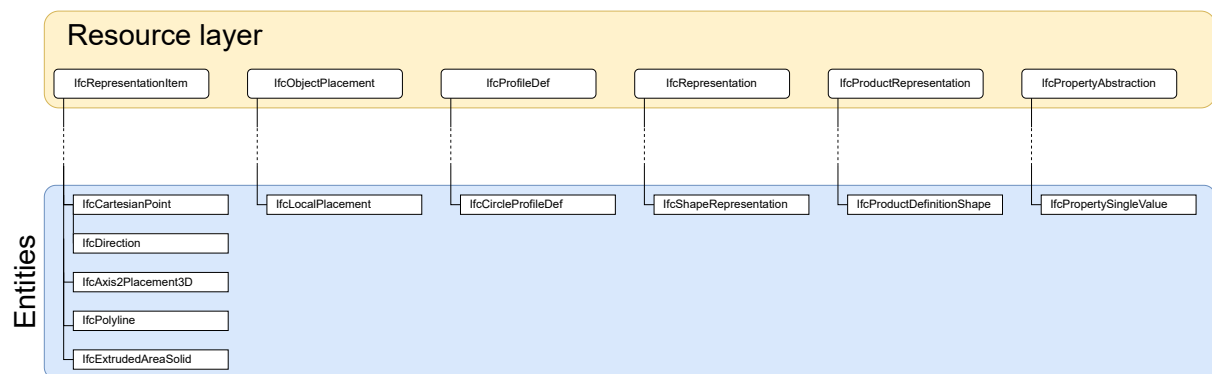 Resource layer
IfcRepresentationItem
IfcObjectPlacement
IfcProfileDef
IfcRepresentation
IfcProductRepresentation
IfcPropertyAbstraction
Entities
IfcCartesianPoint
IfcLocalPlacement
IfcCircleProfileDef
IfcShapeRepresentation
IfcProductDefinitionShape
IfcPropertySingleValue
IfcDirection
IfcAxis2Placement3D
IfcPolyline
IfcExtrudedAreaSolid